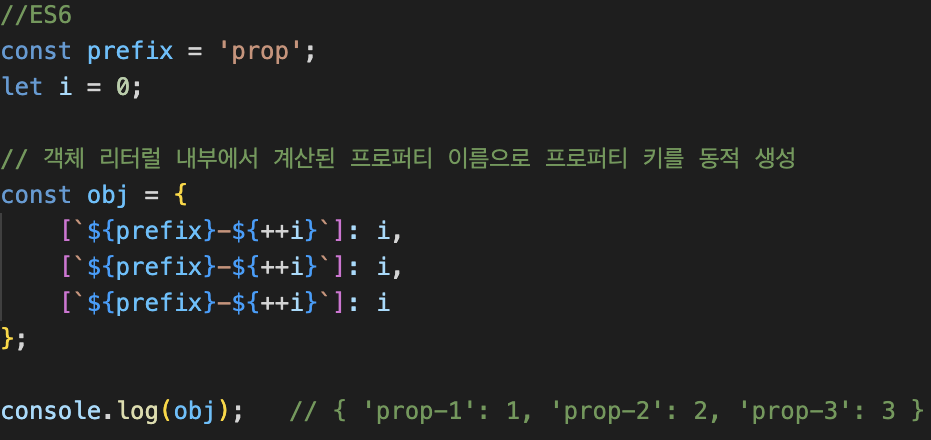 //ES6
const prefix = 'prop';
let i = 0;

// 객체 리터럴 내부에서 계산된 프로퍼티 이름으로 프로퍼티 키를 동적 생성
const obj = {
    [`${prefix}-${++i}`]: i,
    [`${prefix}-${++i}`]: i,
    [`${prefix}-${++i}`]: i
};

console.log(obj);   // { 'prop-1': 1, 'prop-2': 2, 'prop-3': 3 }